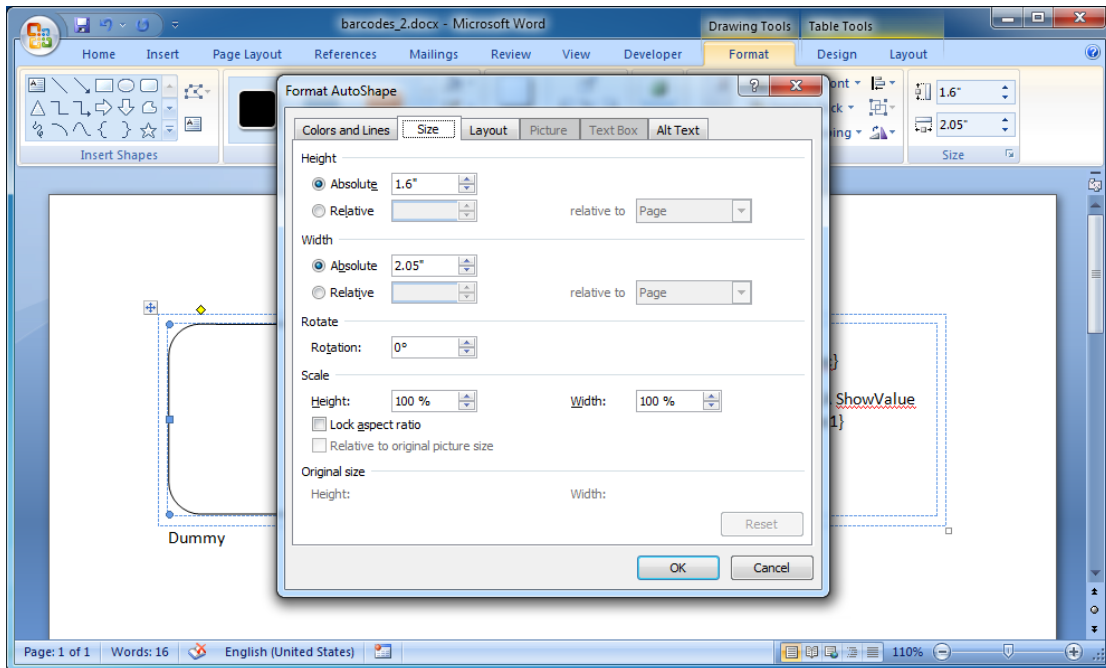 barcodes_2.docx - Microsoft Word
Drawing Tools
Table Tools
Home Insert Page Layout References Mailings Review View Developer Format Design Layout
Insert Shapes
1.6"
2.05"
Size
Format AutoShape
Colors and Lines Size Layout Picture Text Box Alt Text
Height
Absolute 1.6"
Relative relative to Page
Width
Absolute 2.05"
Relative relative to Page
Rotate
Rotation: 0°
Scale
Height: 100 % Width: 100 %
Lock aspect ratio
Relative to original picture size
Original size
Height: Width:
Reset
OK Cancel
ShowValue
1}
Dummy
Page: 1 of 1 Words: 16 English (United States) 110%